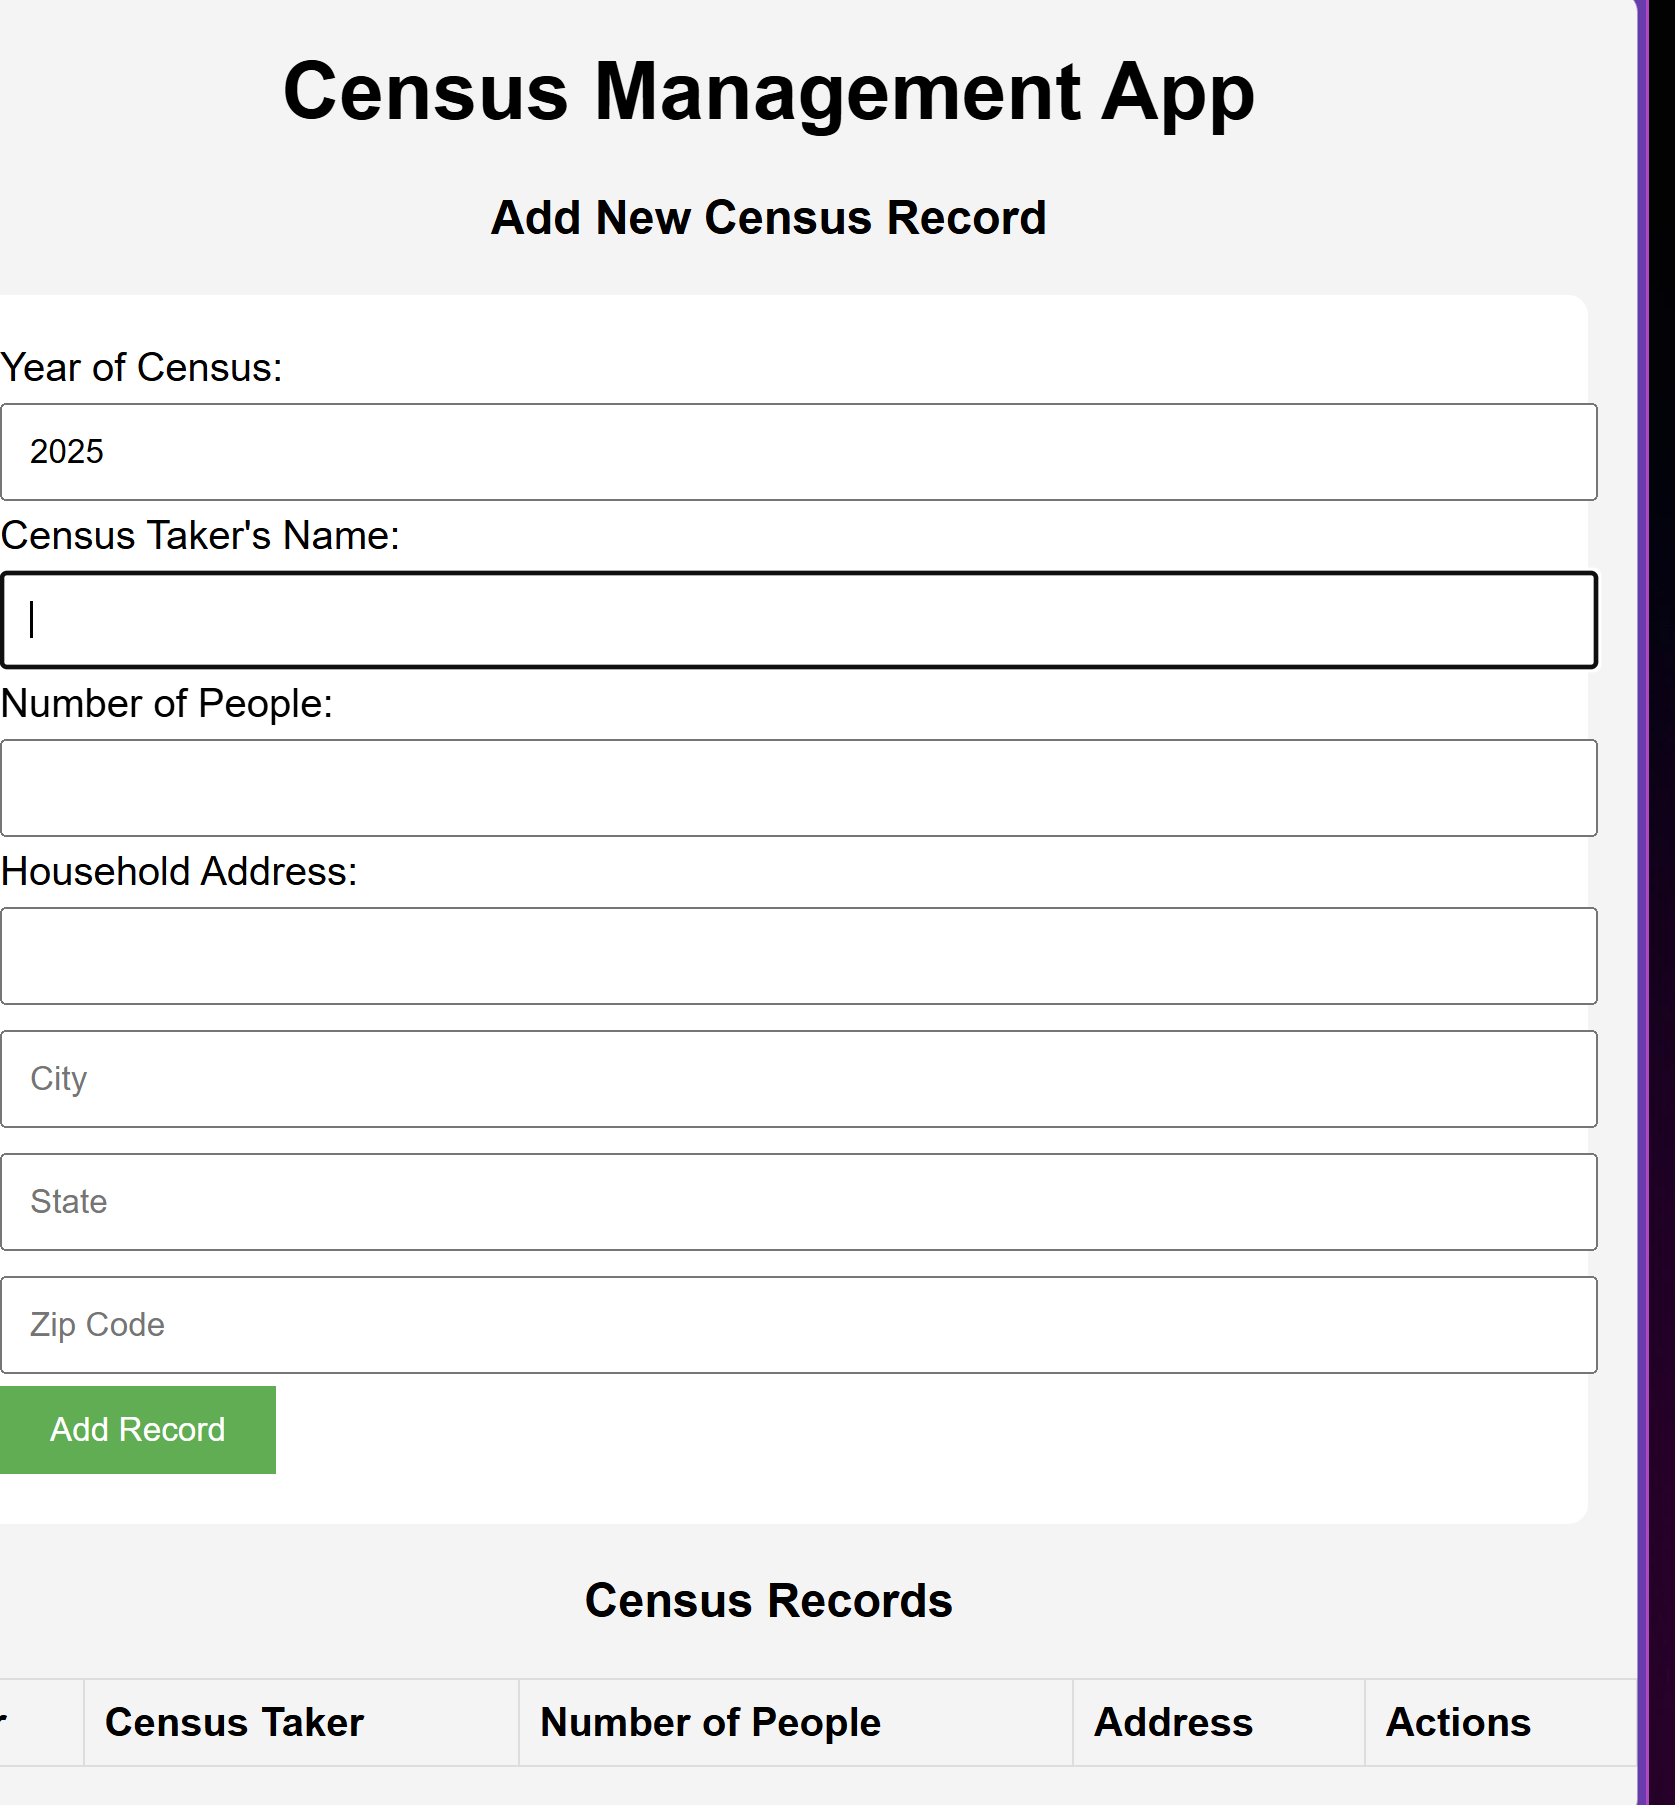 Census Management App
Add New Census Record
Year of Census:
2025
Census Taker's Name:
Number of People:
Household Address:
City
State
Zip Code
Add Record
Census Records
Census Taker Number of People Address Actions